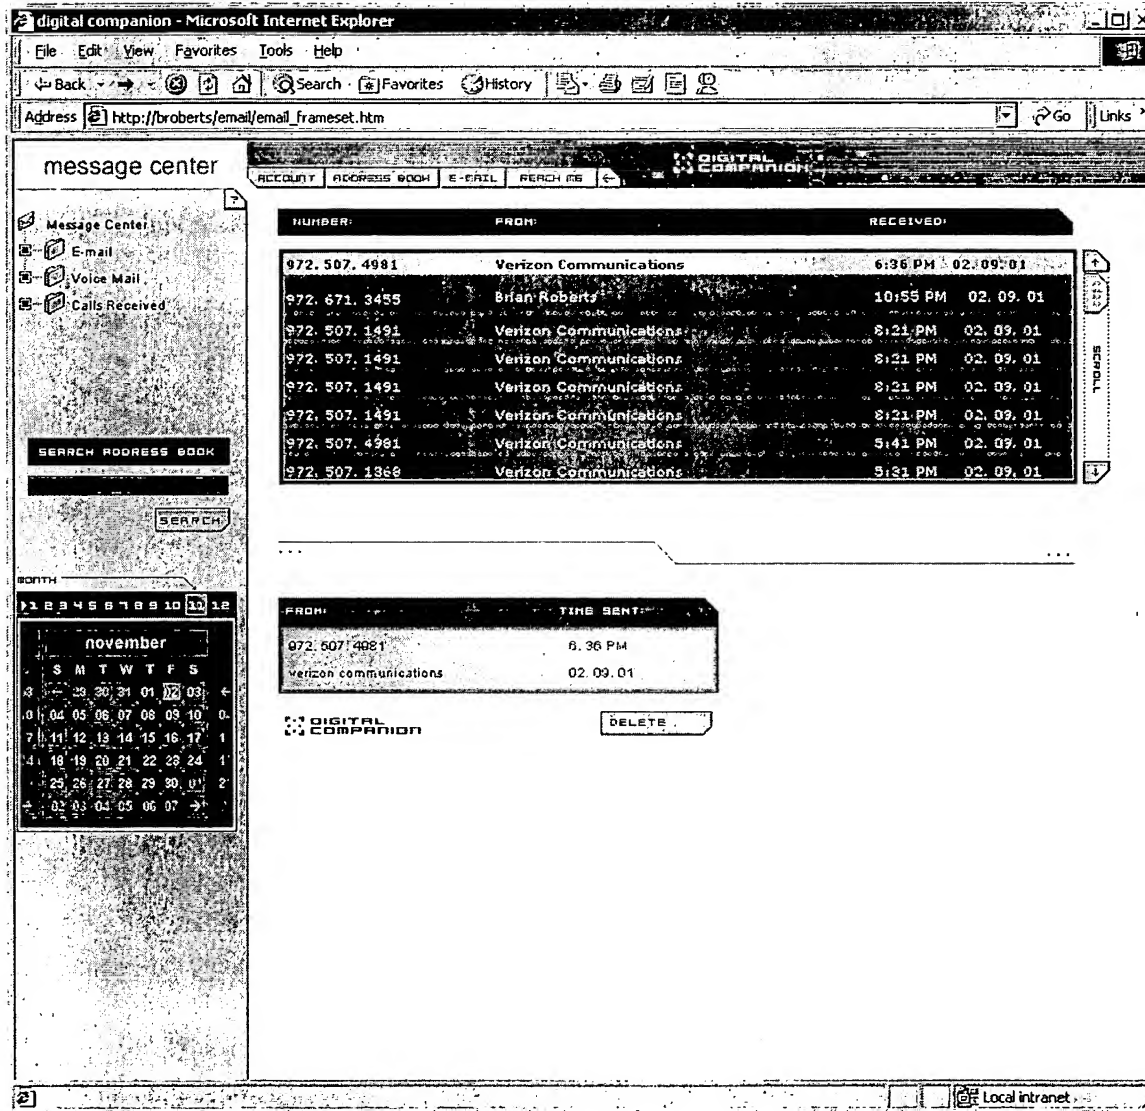 digital companion - Microsoft Internet Explorer
File Edit View Favorites Tools Help
Back Search Favorites History
Address http://broberts/email/email_frameset.htm Go Links
message center
DIGITAL COMPANION
ACCOUNT ADDRESS BOOK E-MAIL REACH ME
?
Message Center
E-mail
Voice Mail
Calls Received
NUMBER: FROM: RECEIVED:
972. 507. 4981 Verizon Communications 6:36 PM 02. 09. 01
972. 671. 3455 Brian Roberts 10:55 PM 02. 09. 01
972. 507. 1491 Verizon Communications 8:21 PM 02. 09. 01
972. 507. 1491 Verizon Communications 8:21 PM 02. 09. 01
972. 507. 1491 Verizon Communications 8:21 PM 02. 09. 01
972. 507. 1491 Verizon Communications 8:21 PM 02. 09. 01
972. 507. 4981 Verizon Communications 5:41 PM 02. 09. 01
972. 507. 1368 Verizon Communications 5:31 PM 02. 09. 01
SCROLL
SEARCH ADDRESS BOOK
SEARCH
MONTH
1 2 3 4 5 6 7 8 9 10 11 12
november
S M T W T F S
29 30 31 01 02 03
04 05 06 07 08 09 10
11 12 13 14 15 16 17
18 19 20 21 22 23 24
25 26 27 28 29 30 01
02 03 04 05 06 07
FROM: TIME SENT:
972. 507. 4981 6. 36 PM
verizon communications 02. 09. 01
DIGITAL COMPANION
DELETE
Local intranet